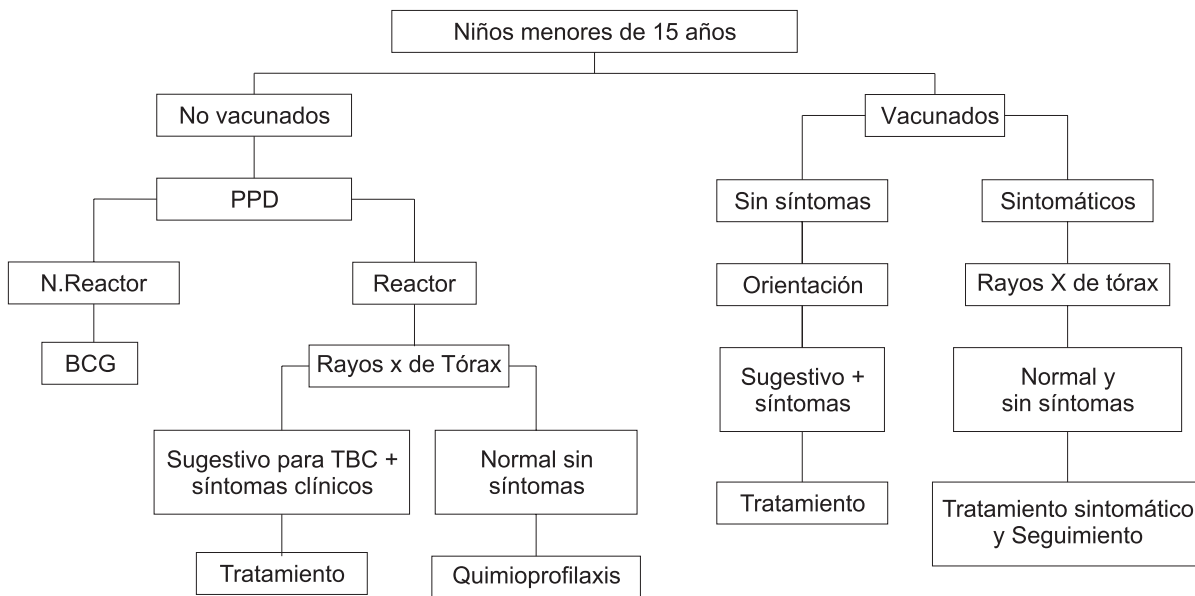 Niños menores de 15 años
No vacunados
Vacunados
PPD
Sin síntomas
Sintomáticos
N.Reactor
Reactor
Orientación
Rayos X de tórax
BCG
Rayos x de Tórax
Sugestivo +
síntomas
Normal y
sin síntomas
Sugestivo para TBC +
síntomas clínicos
Normal sin
síntomas
Tratamiento
Tratamiento sintomático
y Seguimiento
Tratamiento
Quimioprofilaxis